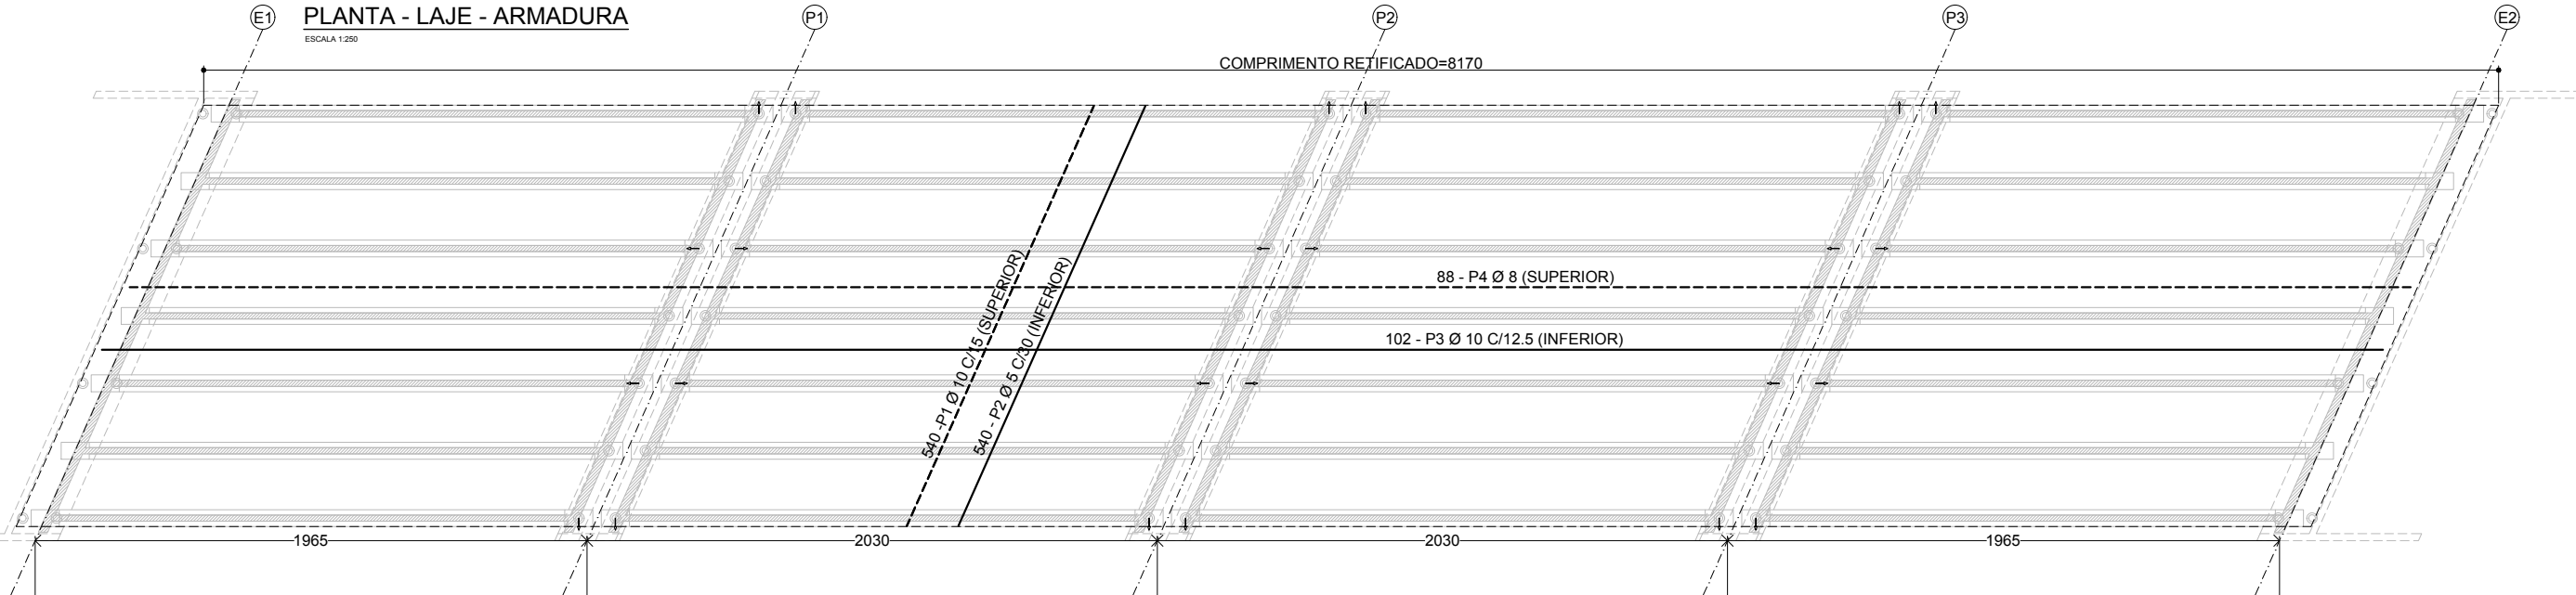 E1
PLANTA - LAJE - ARMADURA
ESCALA 1:250
P1
P2
P3
E2
COMPRIMENTO RETIFICADO=8170
540 -P1 Ø 10 C/15 (SUPERIOR)
540 - P2 Ø 5 C/30 (INFERIOR)
88 - P4 Ø 8 (SUPERIOR)
102 - P3 Ø 10 C/12.5 (INFERIOR)
1965
2030
2030
1965